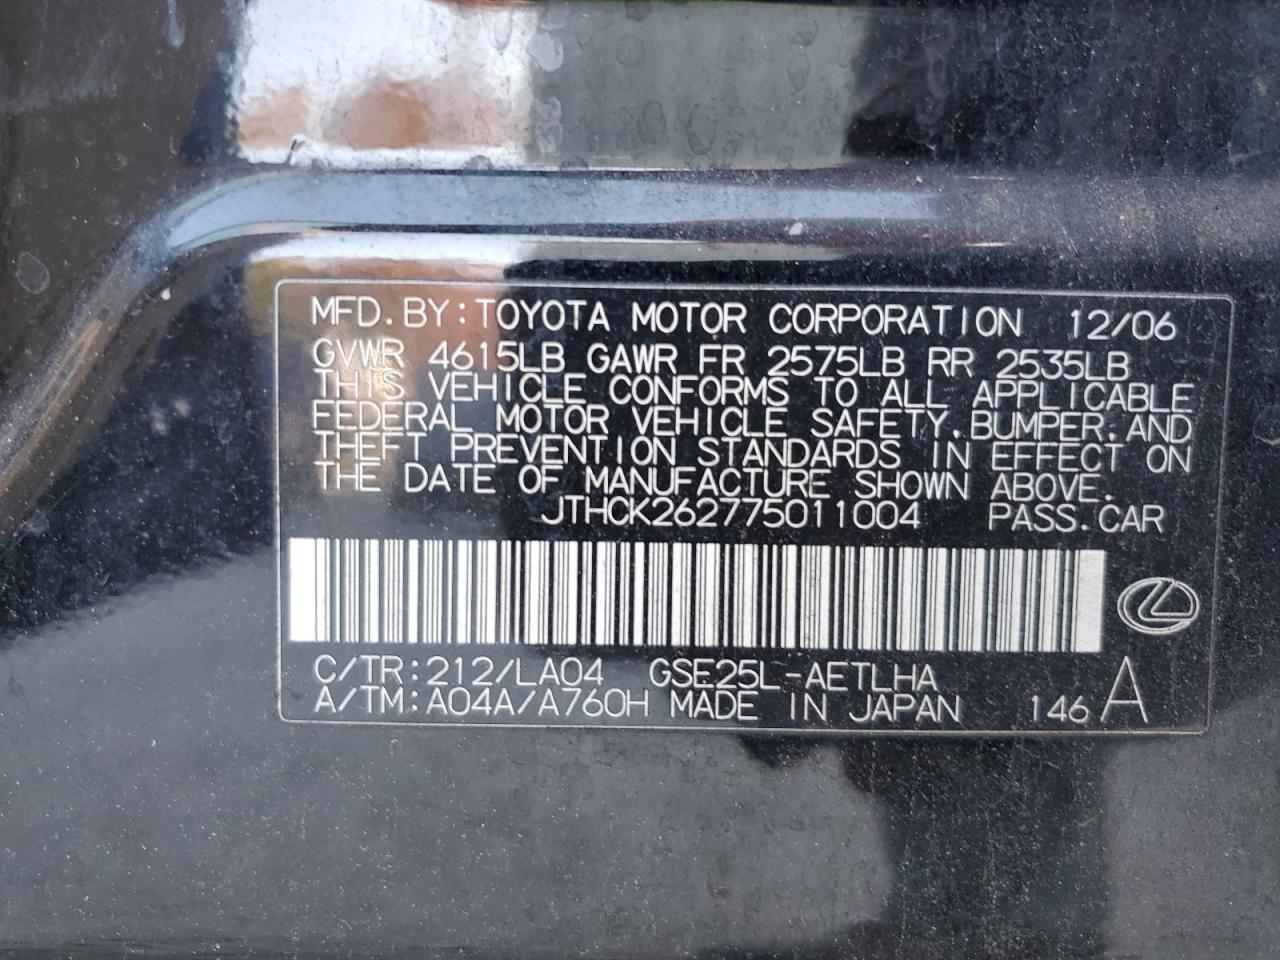 MFD. BY: TOYOTA MOTOR CORPORATION 12/06
GVWR 4615LB GAWR FR 2575LB RR 2535LB
THIS VEHICLE CONFORMS TO ALL APPLICABLE
FEDERAL MOTOR VEHICLE SAFETY, BUMPER, AND
THEFT PREVENTION STANDARDS IN EFFECT ON
THE DATE OF MANUFACTURE SHOWN ABOVE.
JTHCK262775011004 PASS. CAR
C/TR: 212/LA04 GSE25L-AETLHA
A/TM: A04A/A760H MADE IN JAPAN 146 A